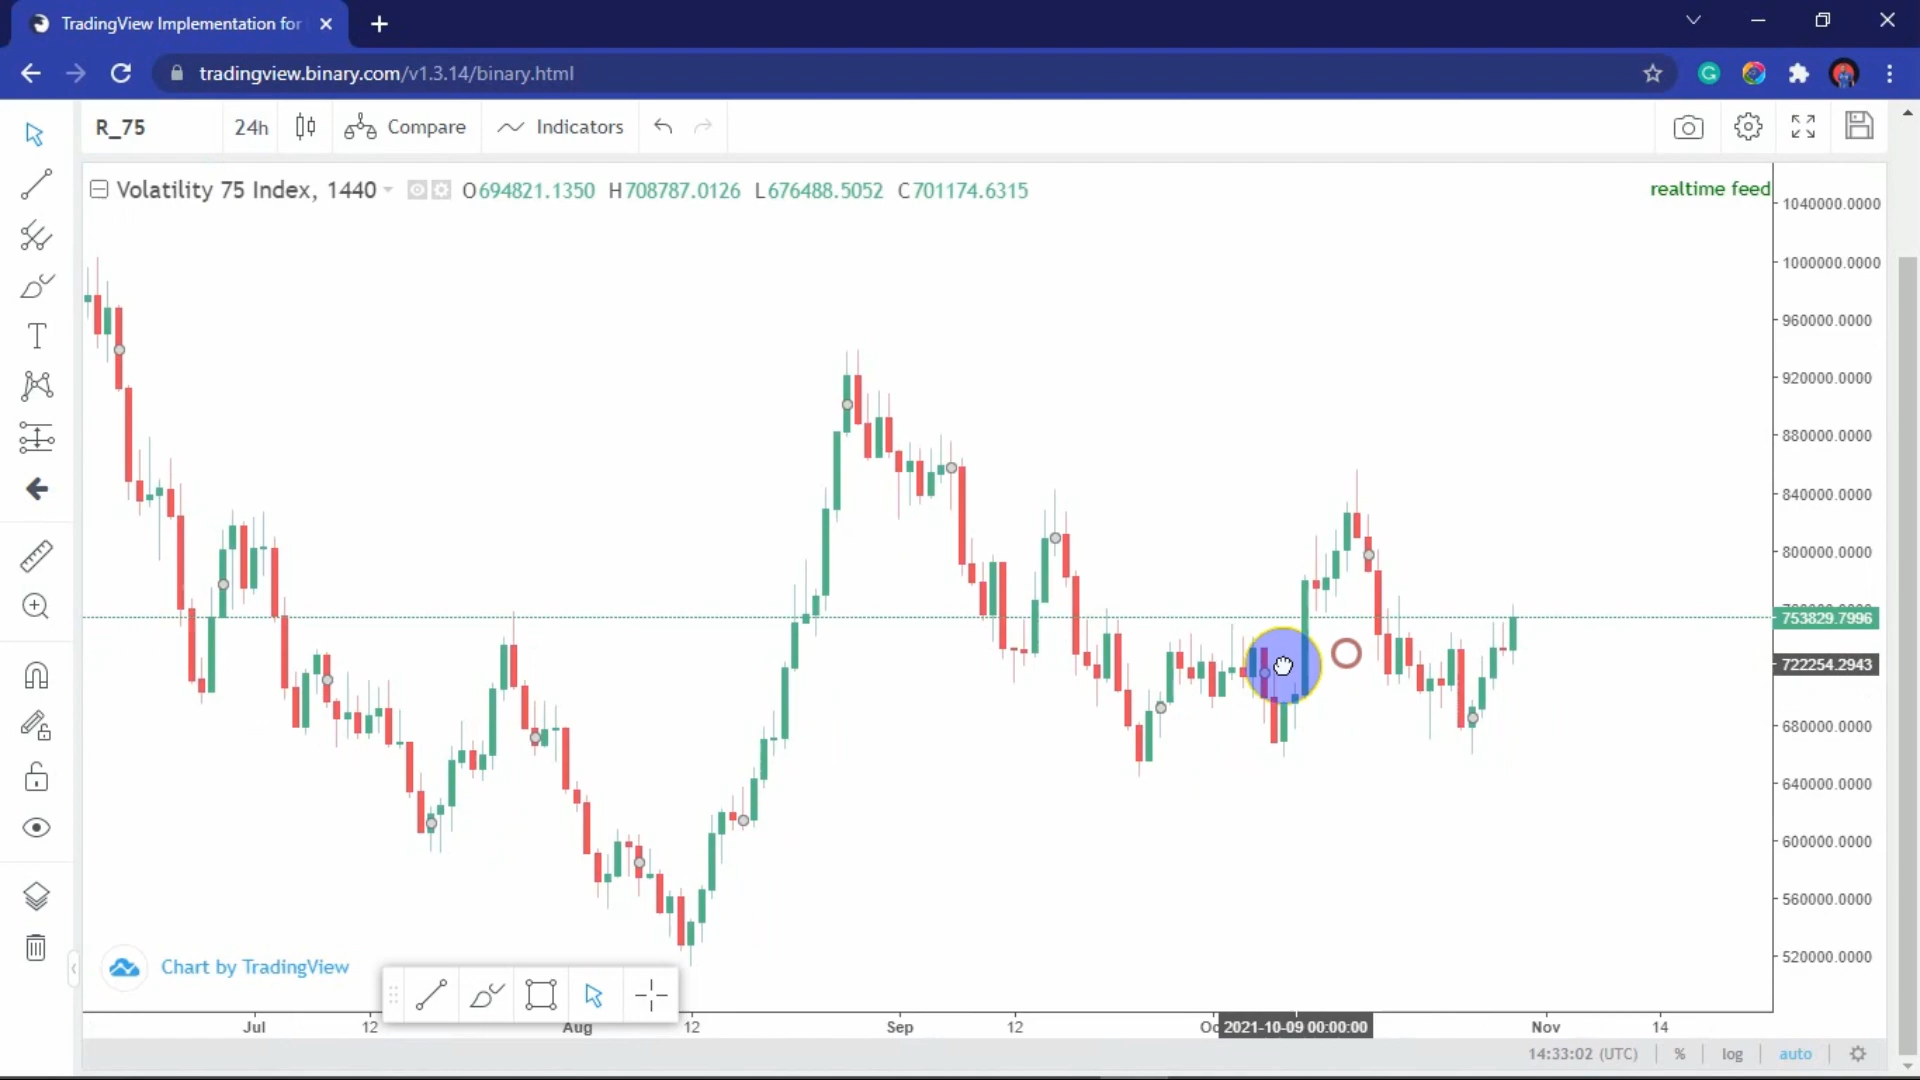 TradingView Implementation for
tradingview.binary.com/v1.3.14/binary.html
R_75
24h
Compare
Indicators
Volatility 75 Index, 1440
O694821.1350 H708787.0126 L676488.5052 C701174.6315
realtime feed
1040000.0000
1000000.0000
960000.0000
920000.0000
880000.0000
840000.0000
800000.0000
753829.7996
722254.2943
680000.0000
640000.0000
600000.0000
560000.0000
520000.0000
Chart by TradingView
Jul 12 Aug 12 Sep 12 2021-10-09 00:00:00 Nov 14
14:33:02 (UTC) % log auto